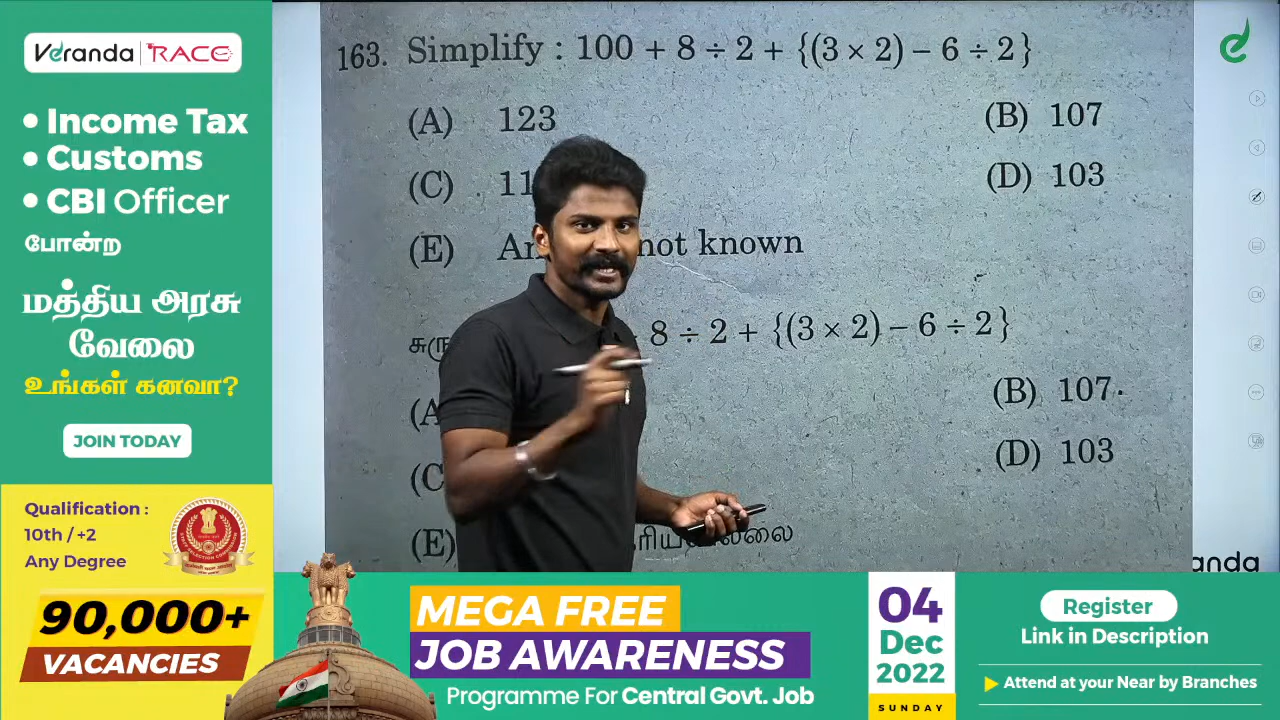 Veranda RACE
• Income Tax
• Customs
• CBI Officer
போன்ற
மத்திய அரசு
வேலை
உங்கள் கனவா?
JOIN TODAY
Qualification :
10th / +2
Any Degree
90,000+
VACANCIES
163. Simplify : 100 + 8 ÷ 2 + {(3 × 2) − 6 ÷ 2}
(A) 123 (B) 107
(C) (D) 103
(E) not known
8 ÷ 2 + {(3 × 2) − 6 ÷ 2}
(B) 107
(D) 103
(E)
MEGA FREE
JOB AWARENESS
Programme For Central Govt. Job
04
Dec
2022
SUNDAY
Register
Link in Description
Attend at your Near by Branches